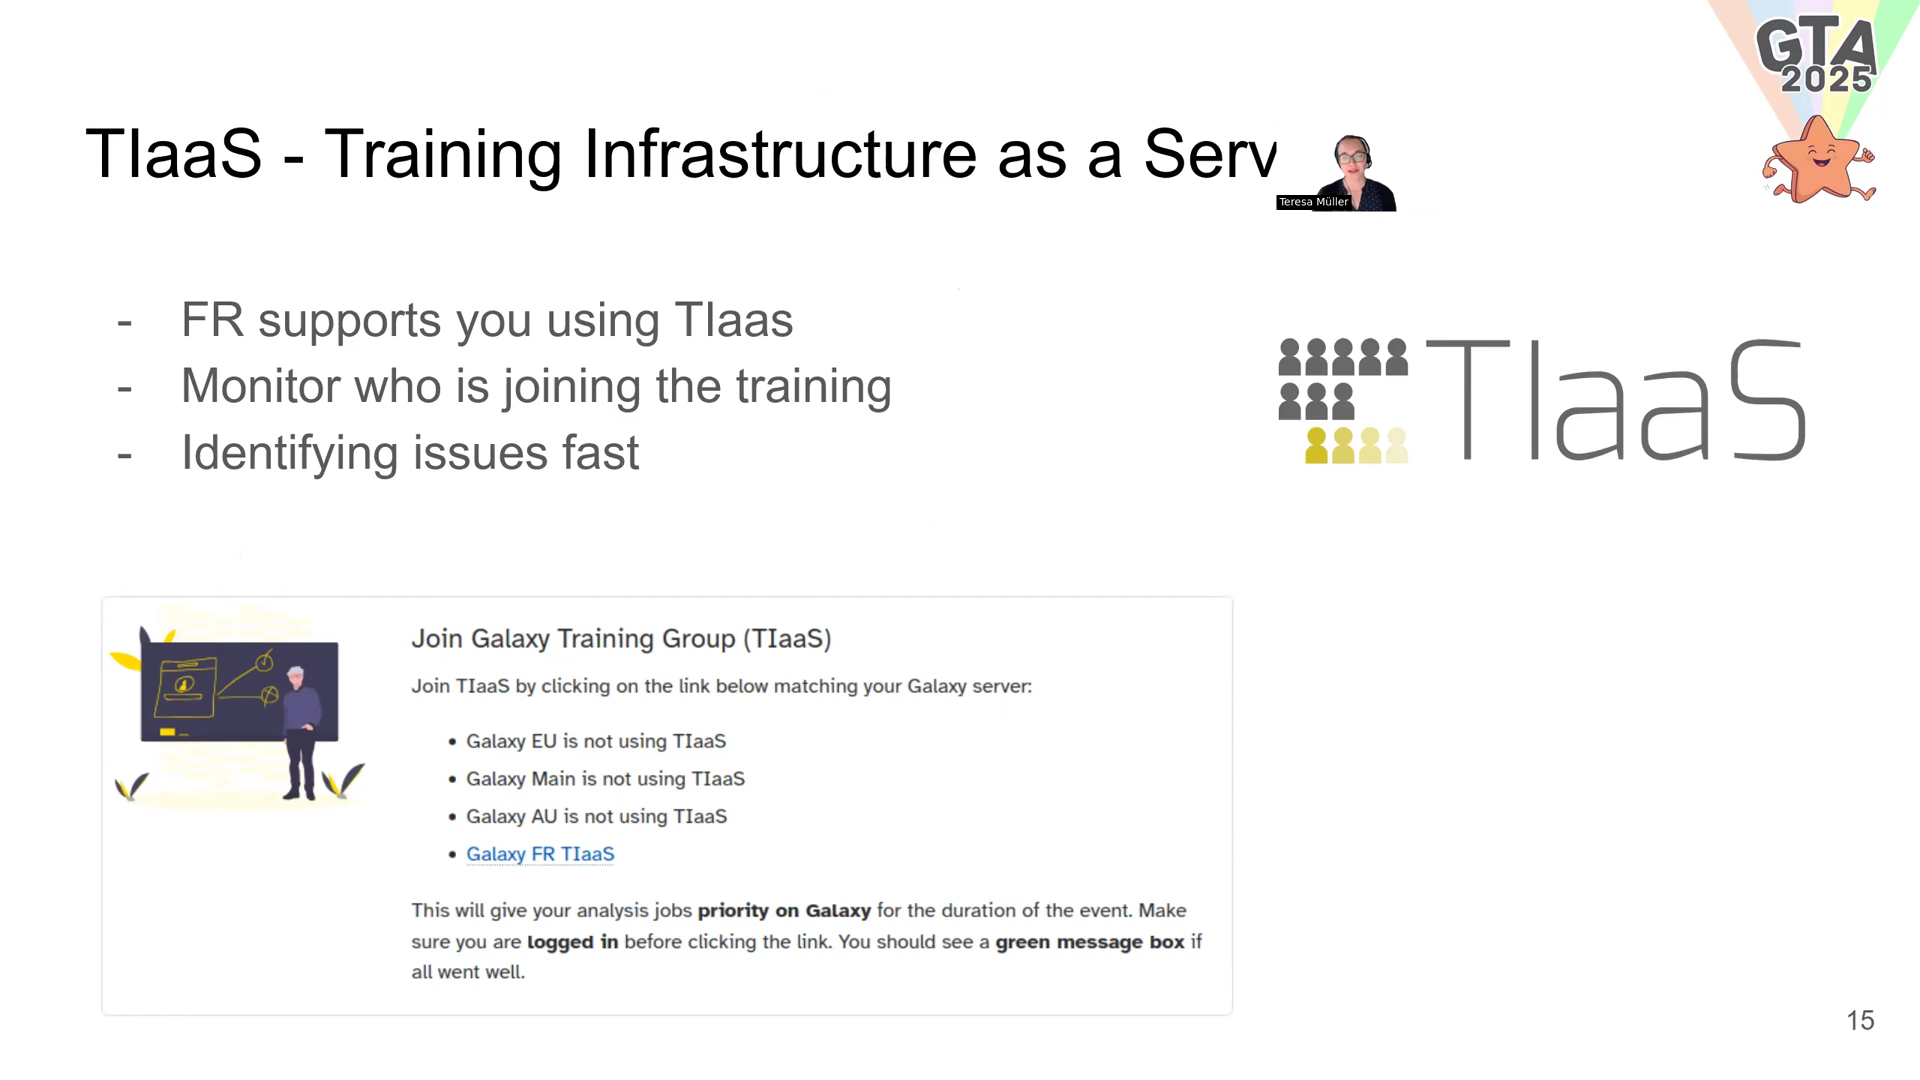 GTA
2025
TIaaS - Training Infrastructure as a Serv
Teresa Müller
- FR supports you using TIaas
- Monitor who is joining the training
- Identifying issues fast
TIaaS
Join Galaxy Training Group (TIaaS)
Join TIaaS by clicking on the link below matching your Galaxy server:
• Galaxy EU is not using TIaaS
• Galaxy Main is not using TIaaS
• Galaxy AU is not using TIaaS
• Galaxy FR TIaaS
This will give your analysis jobs priority on Galaxy for the duration of the event. Make
sure you are logged in before clicking the link. You should see a green message box if
all went well.
15